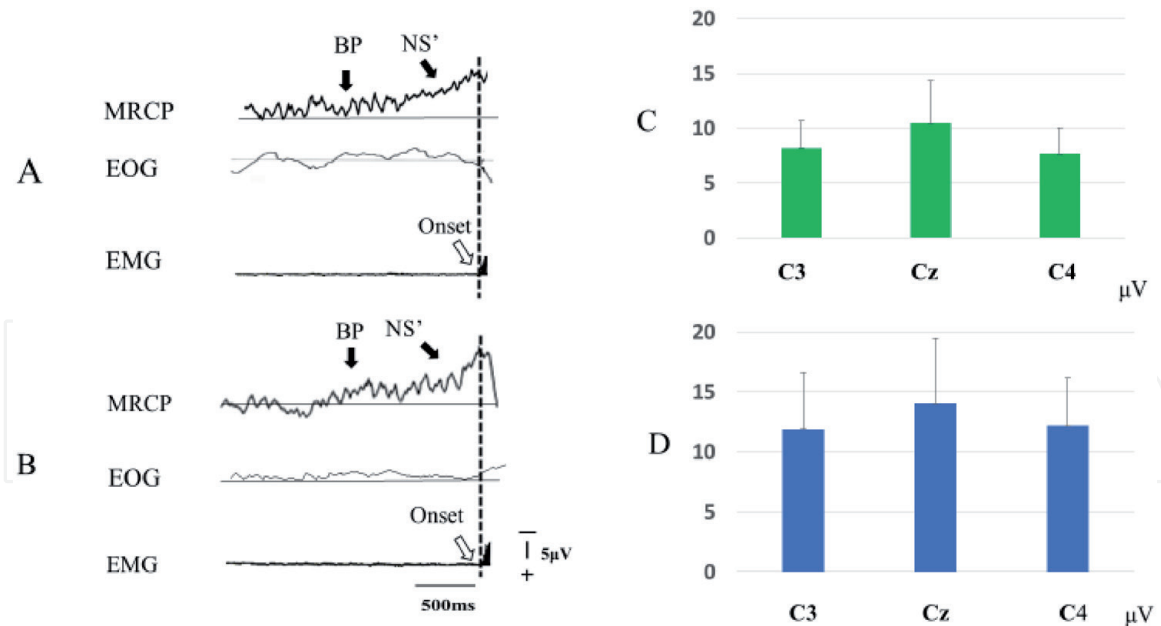 A
BP
NS’
MRCP
EOG
Onset
EMG
B
BP
NS’
MRCP
EOG
Onset
EMG
−
5μV
+
500ms
C
20
15
10
5
0
C3 Cz C4
μV
D
20
15
10
5
0
C3 Cz C4 μV